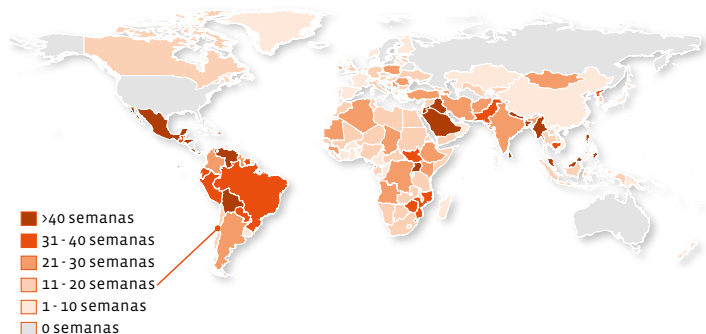 >40 semanas
31 - 40 semanas
21 - 30 semanas
11 - 20 semanas
1 - 10 semanas
0 semanas